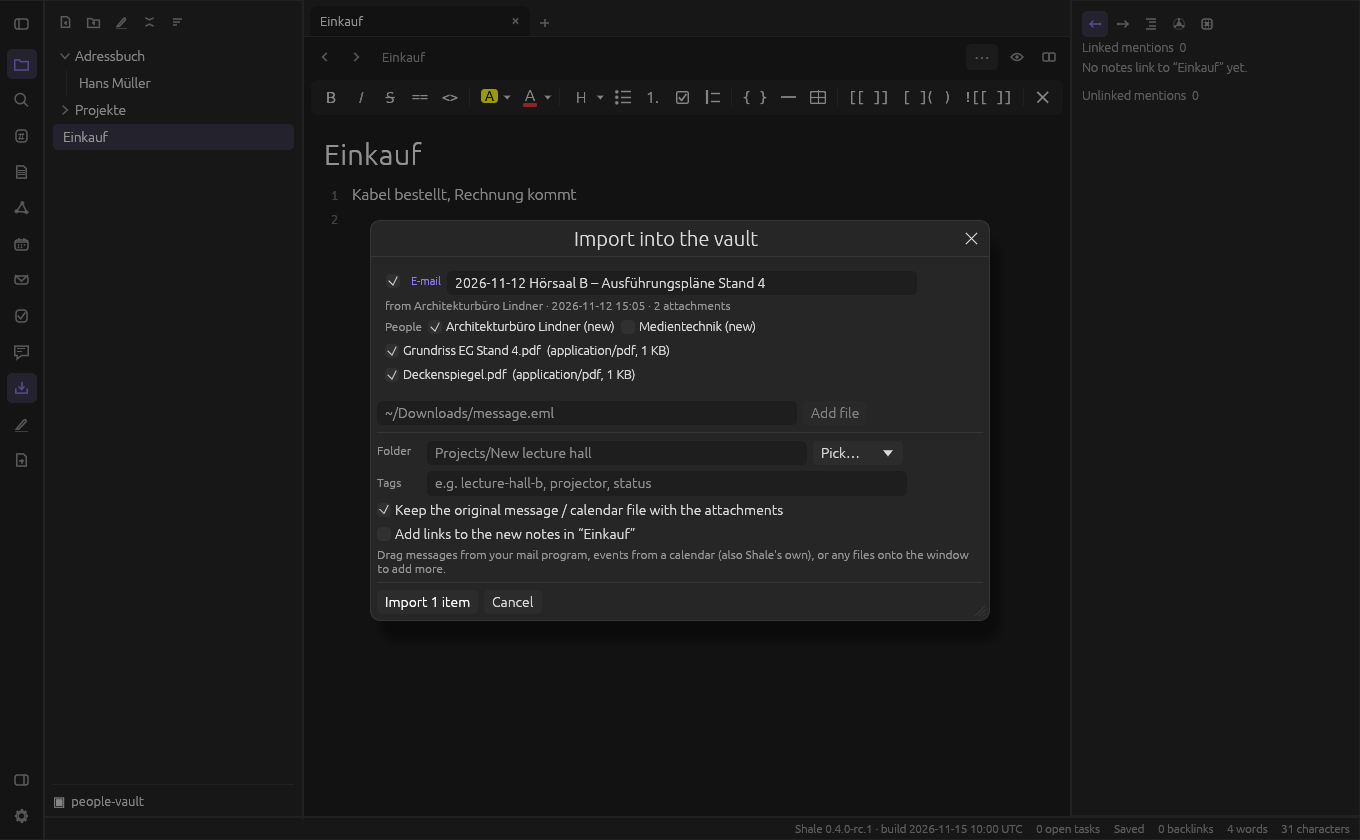 Einkauf
Adressbuch
Hans Müller
Projekte
Einkauf
people-vault
Einkauf
B I S == <> A A H 1. { } — [[ ]] [ ]( ) ![[ ]]
Einkauf
1 Kabel bestellt, Rechnung kommt
2
Import into the vault
E-mail 2026-11-12 Hörsaal B – Ausführungspläne Stand 4
from Architekturbüro Lindner · 2026-11-12 15:05 · 2 attachments
People Architekturbüro Lindner (new) Medientechnik (new)
Grundriss EG Stand 4.pdf (application/pdf, 1 KB)
Deckenspiegel.pdf (application/pdf, 1 KB)
~/Downloads/message.eml Add file
Folder Projects/New lecture hall Pick…
Tags e.g. lecture-hall-b, projector, status
Keep the original message / calendar file with the attachments
Add links to the new notes in “Einkauf”
Drag messages from your mail program, events from a calendar (also Shale's own), or any files onto the window
to add more.
Import 1 item Cancel
Linked mentions 0
No notes link to “Einkauf” yet.
Unlinked mentions 0
Shale 0.4.0-rc.1 · build 2026-11-15 10:00 UTC 0 open tasks Saved 0 backlinks 4 words 31 characters